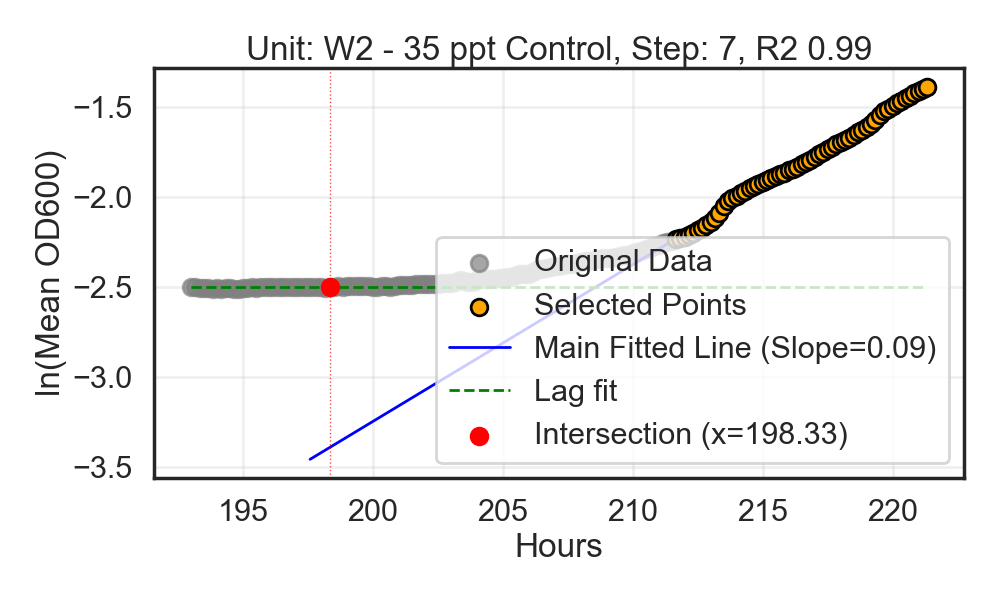 Unit: W2 - 35 ppt Control, Step: 7, R2 0.99
ln(Mean OD600)
−1.5
−2.0
−2.5
−3.0
−3.5
Original Data
Selected Points
Main Fitted Line (Slope=0.09)
Lag fit
Intersection (x=198.33)
195 200 205 210 215 220
Hours